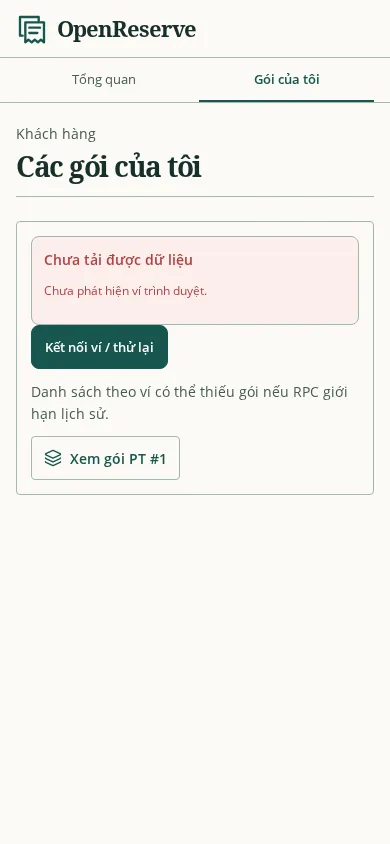 OpenReserve
Tổng quan
Gói của tôi
Khách hàng
Các gói của tôi
Chưa tải được dữ liệu
Chưa phát hiện ví trình duyệt.
Kết nối ví / thử lại
Danh sách theo ví có thể thiếu gói nếu RPC giới
hạn lịch sử.
Xem gói PT #1